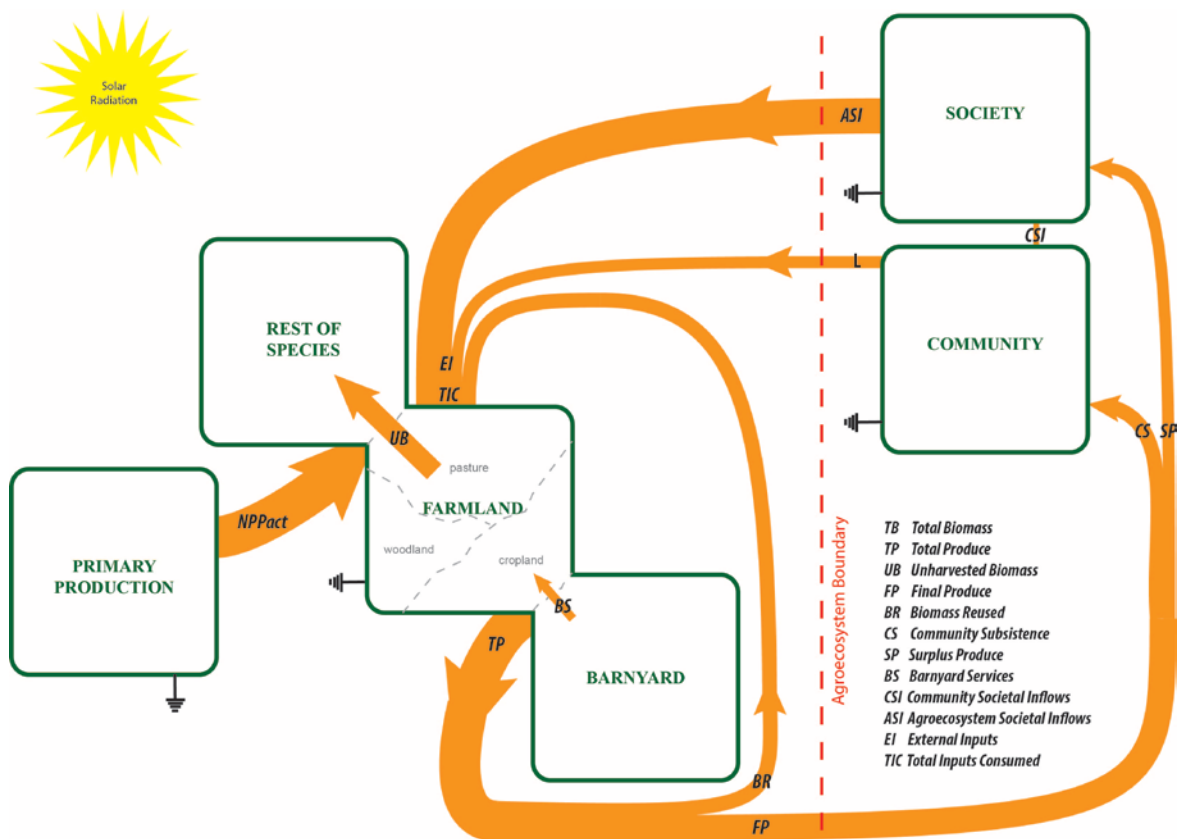 Solar
Radiation
SOCIETY
ASI
CSI
L
COMMUNITY
REST OF
SPECIES
EI
TIC
UB
pasture
CS
SP
FARMLAND
NPPact
woodland
cropland
PRIMARY
PRODUCTION
BS
TP
BARNYARD
BR
FP
Agroecosystem Boundary
TB Total Biomass
TP Total Produce
UB Unharvested Biomass
FP Final Produce
BR Biomass Reused
CS Community Subsistence
SP Surplus Produce
BS Barnyard Services
CSI Community Societal Inflows
ASI Agroecosystem Societal Inflows
EI External Inputs
TIC Total Inputs Consumed